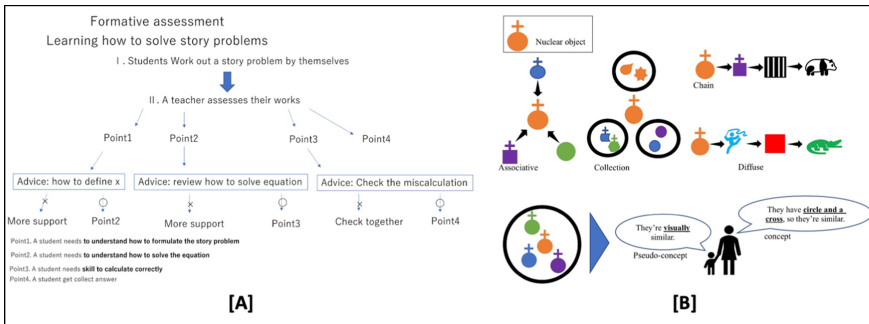 Formative assessment
Learning how to solve story problems
Ⅰ. Students Work out a story problem by themselves
Ⅱ. A teacher assesses their works
Point1 Point2 Point3 Point4
Advice: how to define x Advice: review how to solve equation Advice: Check the miscalculation
× ○ × ○ × ○
More support Point2 More support Point3 Check together Point4
Point1. A student needs to understand how to formulate the story problem
Point2. A student needs to understand how to solve the equation
Point3. A student needs skill to calculate correctly
Point4. A student get collect answer
[A]
Nuclear object
Associative
Collection
Chain
Diffuse
They're visually
similar.
Pseudo-concept
They have circle and a
cross, so they're similar.
concept
[B]